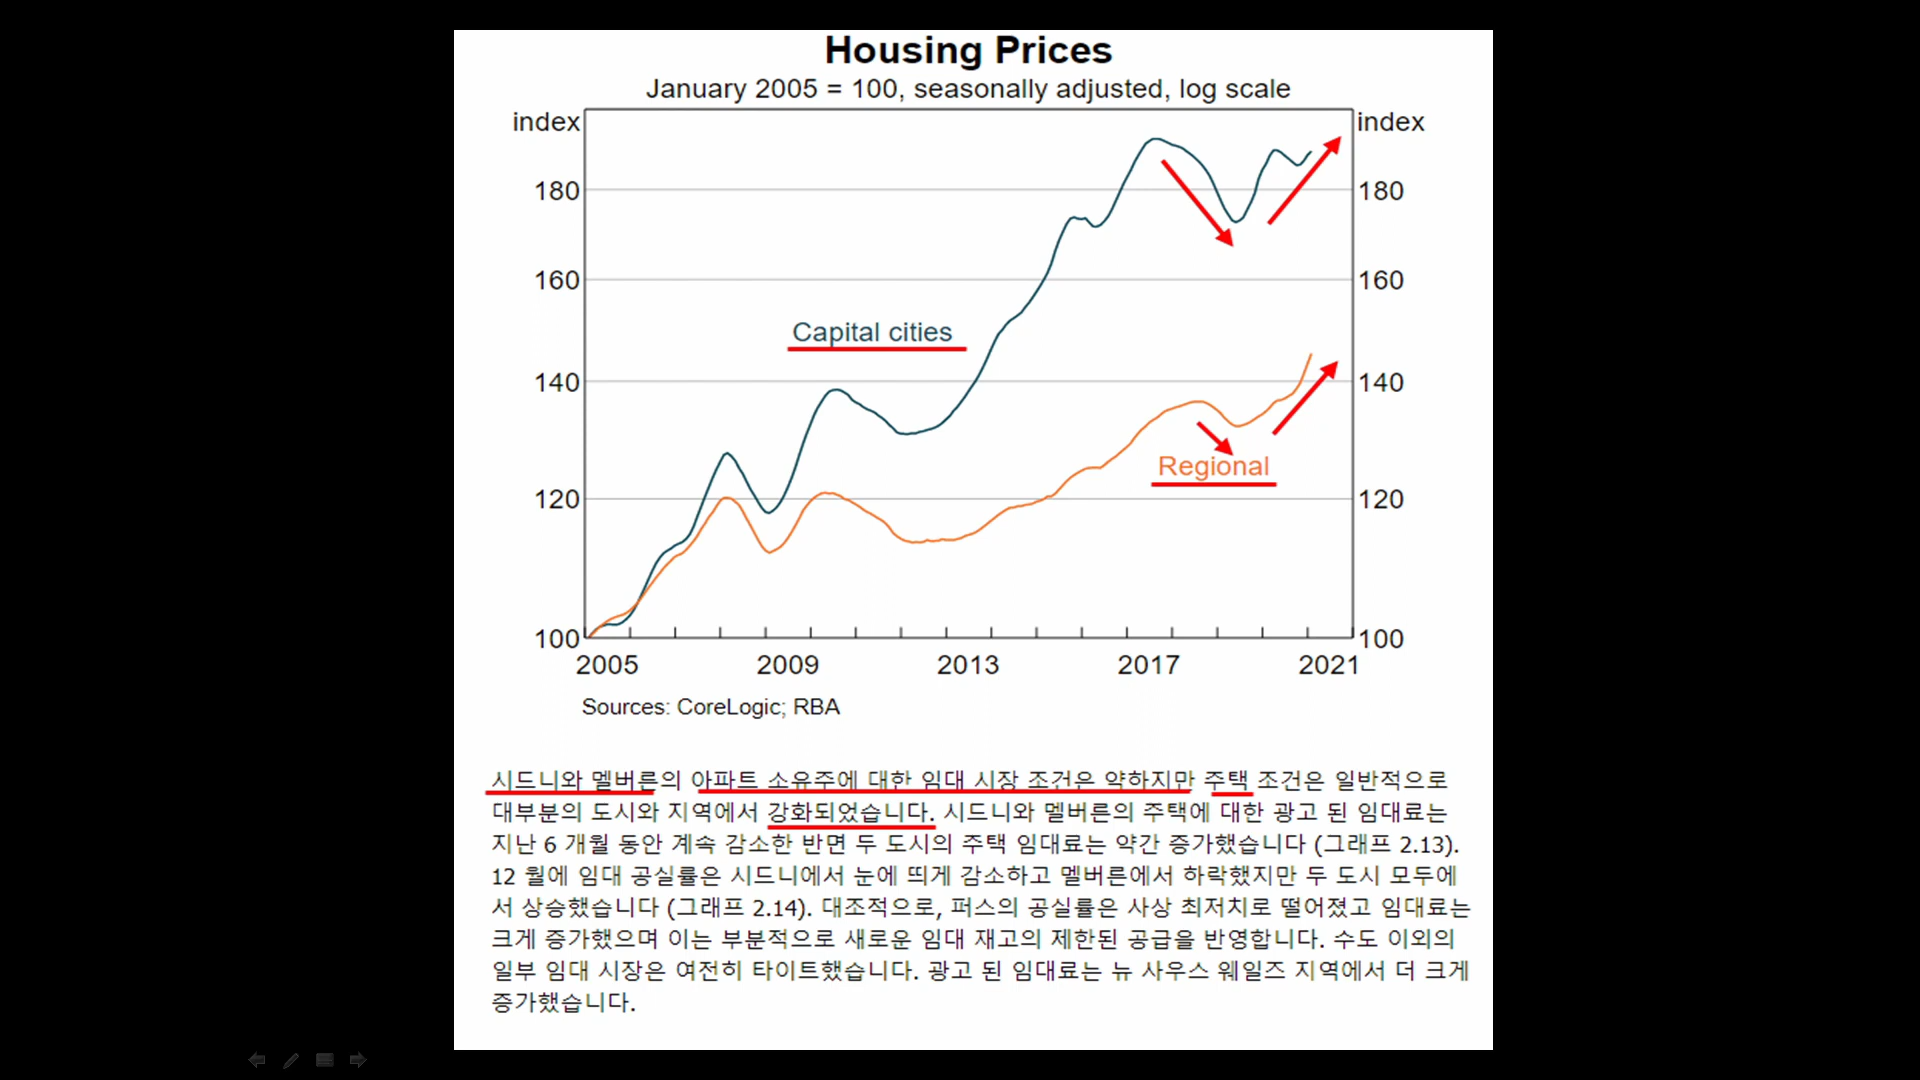 Housing Prices
January 2005 = 100, seasonally adjusted, log scale
index index
180 180
160 160
Capital cities
140 140
Regional
120 120
100 100
2005 2009 2013 2017 2021
Sources: CoreLogic; RBA
시드니와 멜버른의 아파트 소유주에 대한 임대 시장 조건은 약하지만 주택 조건은 일반적으로
대부분의 도시와 지역에서 강화되었습니다. 시드니와 멜버른의 주택에 대한 광고 된 임대료는
지난 6 개월 동안 계속 감소한 반면 두 도시의 주택 임대료는 약간 증가했습니다 (그래프 2.13).
12 월에 임대 공실률은 시드니에서 눈에 띄게 감소하고 멜버른에서 하락했지만 두 도시 모두에
서 상승했습니다 (그래프 2.14). 대조적으로, 퍼스의 공실률은 사상 최저치로 떨어졌고 임대료는
크게 증가했으며 이는 부분적으로 새로운 임대 재고의 제한된 공급을 반영합니다. 수도 이외의
일부 임대 시장은 여전히 타이트했습니다. 광고 된 임대료는 뉴 사우스 웨일즈 지역에서 더 크게
증가했습니다.